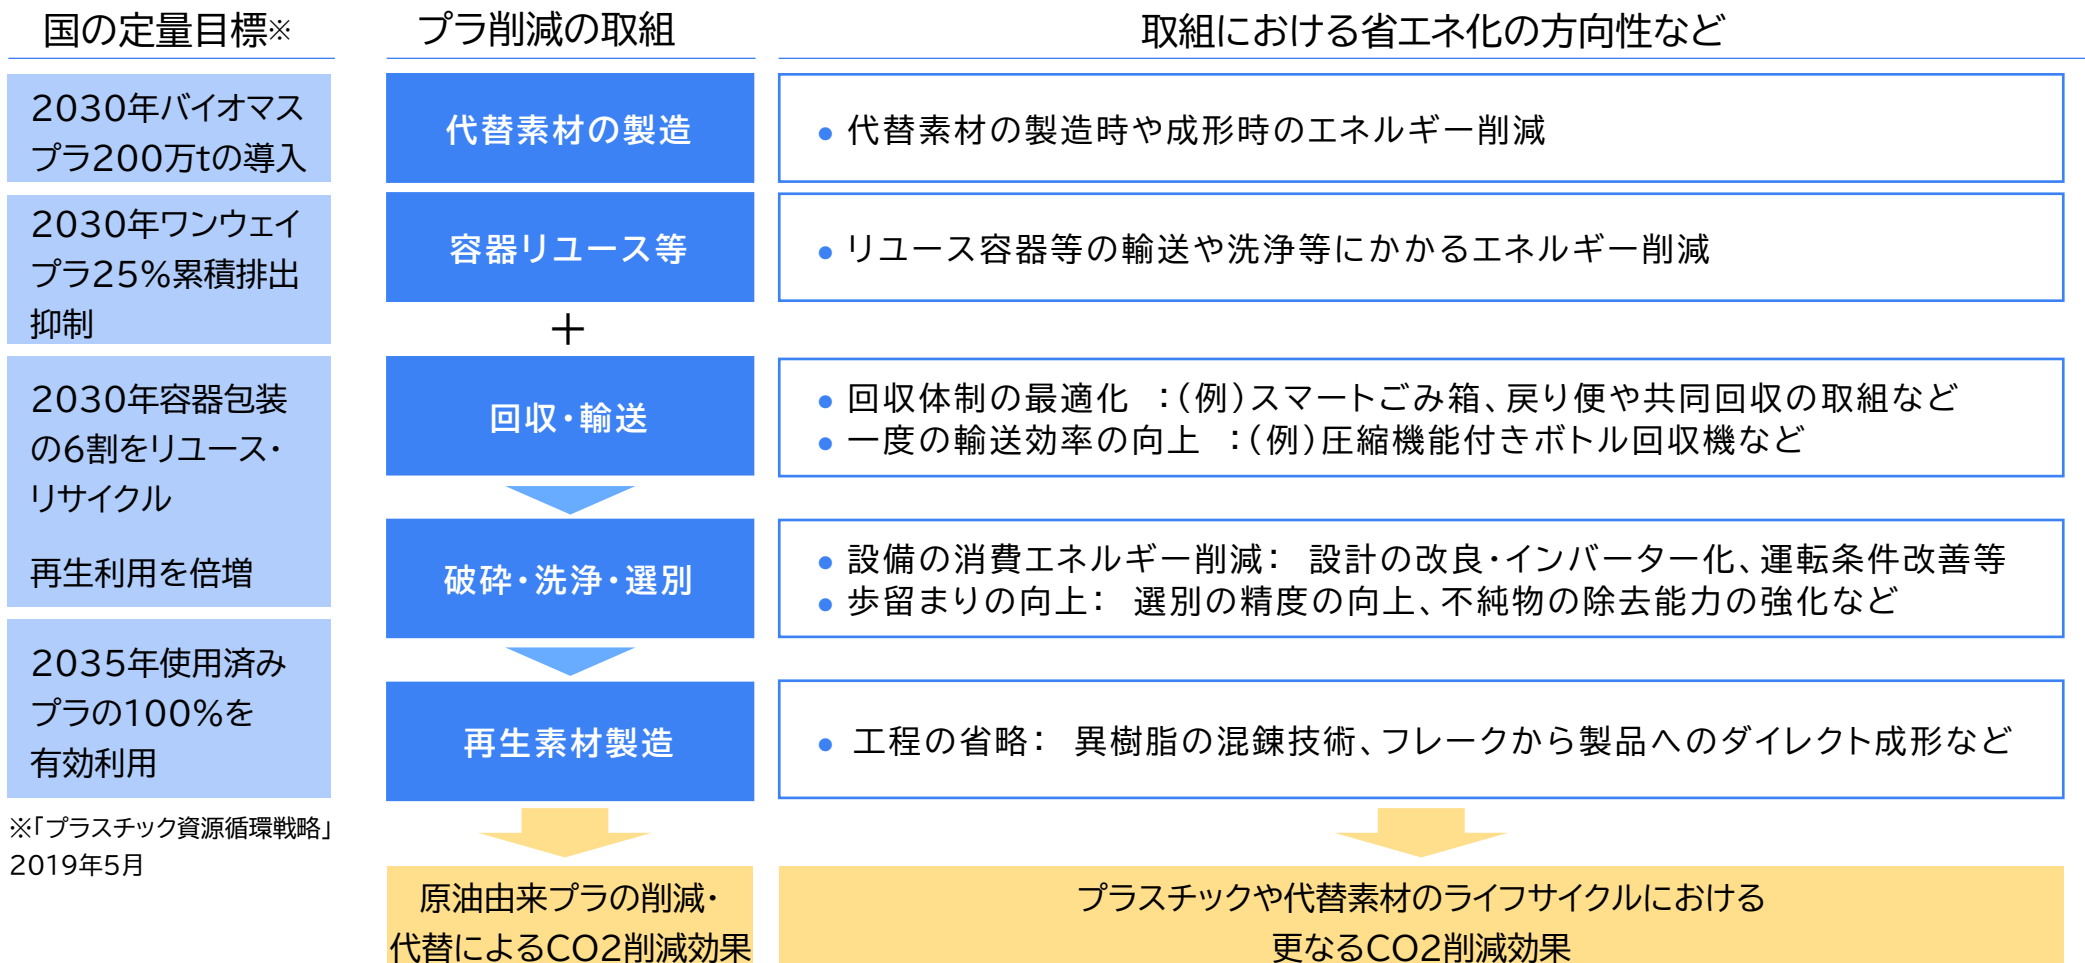 国の定量目標※
プラ削減の取組
取組における省エネ化の方向性など
2030年バイオマス
プラ200万tの導入
代替素材の製造
● 代替素材の製造時や成形時のエネルギー削減
2030年ワンウェイ
プラ25%累積排出
抑制
容器リユース等
● リユース容器等の輸送や洗浄等にかかるエネルギー削減
＋
2030年容器包装
の6割をリユース・
リサイクル
再生利用を倍増
回収・輸送
● 回収体制の最適化 ：(例)スマートごみ箱、戻り便や共同回収の取組など
● 一度の輸送効率の向上 ：(例)圧縮機能付きボトル回収機など
破砕・洗浄・選別
● 設備の消費エネルギー削減： 設計の改良・インバーター化、運転条件改善等
● 歩留まりの向上： 選別の精度の向上、不純物の除去能力の強化など
2035年使用済み
プラの100%を
有効利用
再生素材製造
● 工程の省略： 異樹脂の混錬技術、フレークから製品へのダイレクト成形など
※「プラスチック資源循環戦略」
2019年5月
原油由来プラの削減・
代替によるCO2削減効果
プラスチックや代替素材のライフサイクルにおける
更なるCO2削減効果